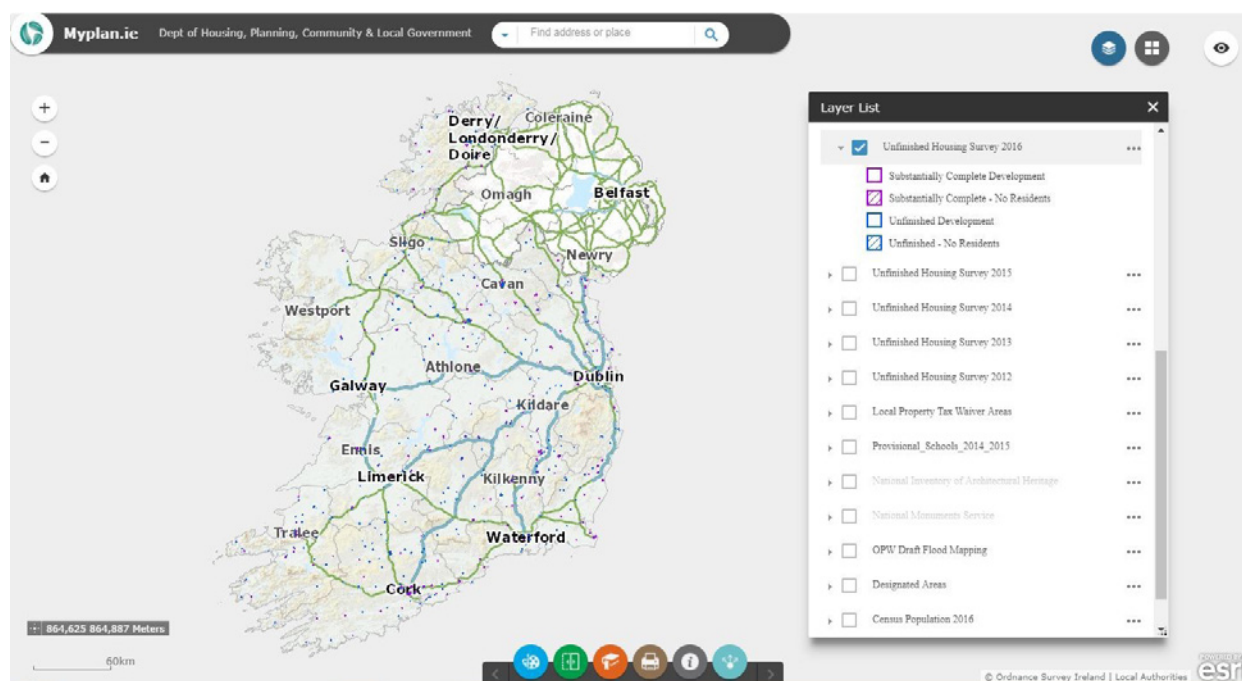 Myplan.ie
Dept of Housing, Planning, Community & Local Government
Find address or place
Derry/
Londonderry/
Doire
Coleraine
Omagh
Belfast
Sligo
Newry
Cavan
Westport
Athlone
Galway
Dublin
Kildare
Ennis
Limerick
Kilkenny
Tralee
Waterford
Cork
Layer List
Unfinished Housing Survey 2016
Substantially Complete Development
Substantially Complete - No Residents
Unfinished Development
Unfinished - No Residents
Unfinished Housing Survey 2015
Unfinished Housing Survey 2014
Unfinished Housing Survey 2013
Unfinished Housing Survey 2012
Local Property Tax Waiver Areas
Provisional_Schools_2014_2015
National Inventory of Architectural Heritage
National Monuments Service
OPW Draft Flood Mapping
Designated Areas
Census Population 2016
864,625 864,887 Meters
60km
© Ordnance Survey Ireland | Local Authorities
POWERED BY
esri